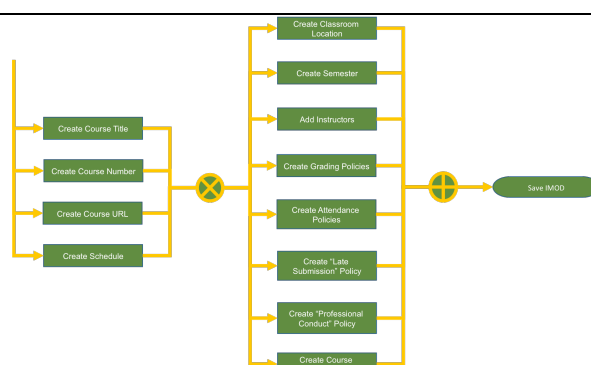 Create Classroom
Location
Create Semester
Add Instructors
Create Grading Policies
Create Attendance
Policies
Create “Late
Submission” Policy
Create “Professional
Conduct” Policy
Create Course
Create Course Title
Create Course Number
Create Course URL
Create Schedule
Save IMOD